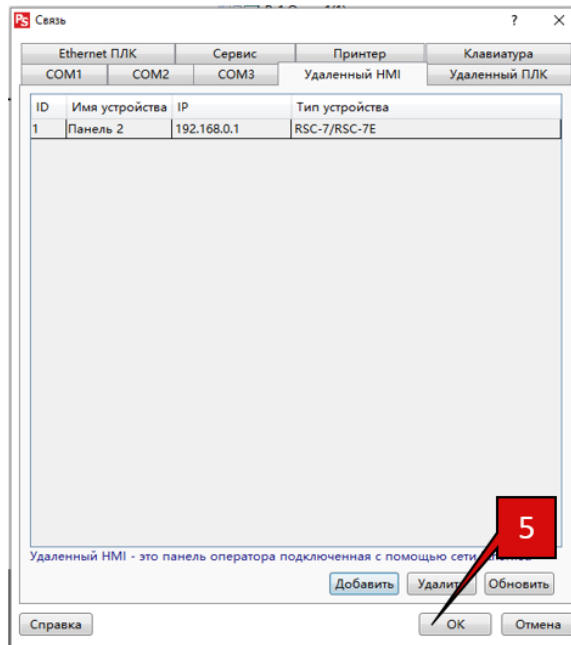 PS Связь ? ×
Ethernet ПЛК Сервис Принтер Клавиатура
COM1 COM2 COM3 Удаленный HMI Удаленный ПЛК
ID Имя устройства IP Тип устройства
1 Панель 2 192.168.0.1 RSC-7/RSC-7E
5
Удаленный HMI - это панель оператора подключенная с помощью сети
Добавить Удалить Обновить
Справка OK Отмена